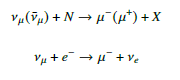 ν_μ(ν̄_μ) + N → μ⁻(μ⁺) + X
ν_μ + e⁻ → μ⁻ + ν_e